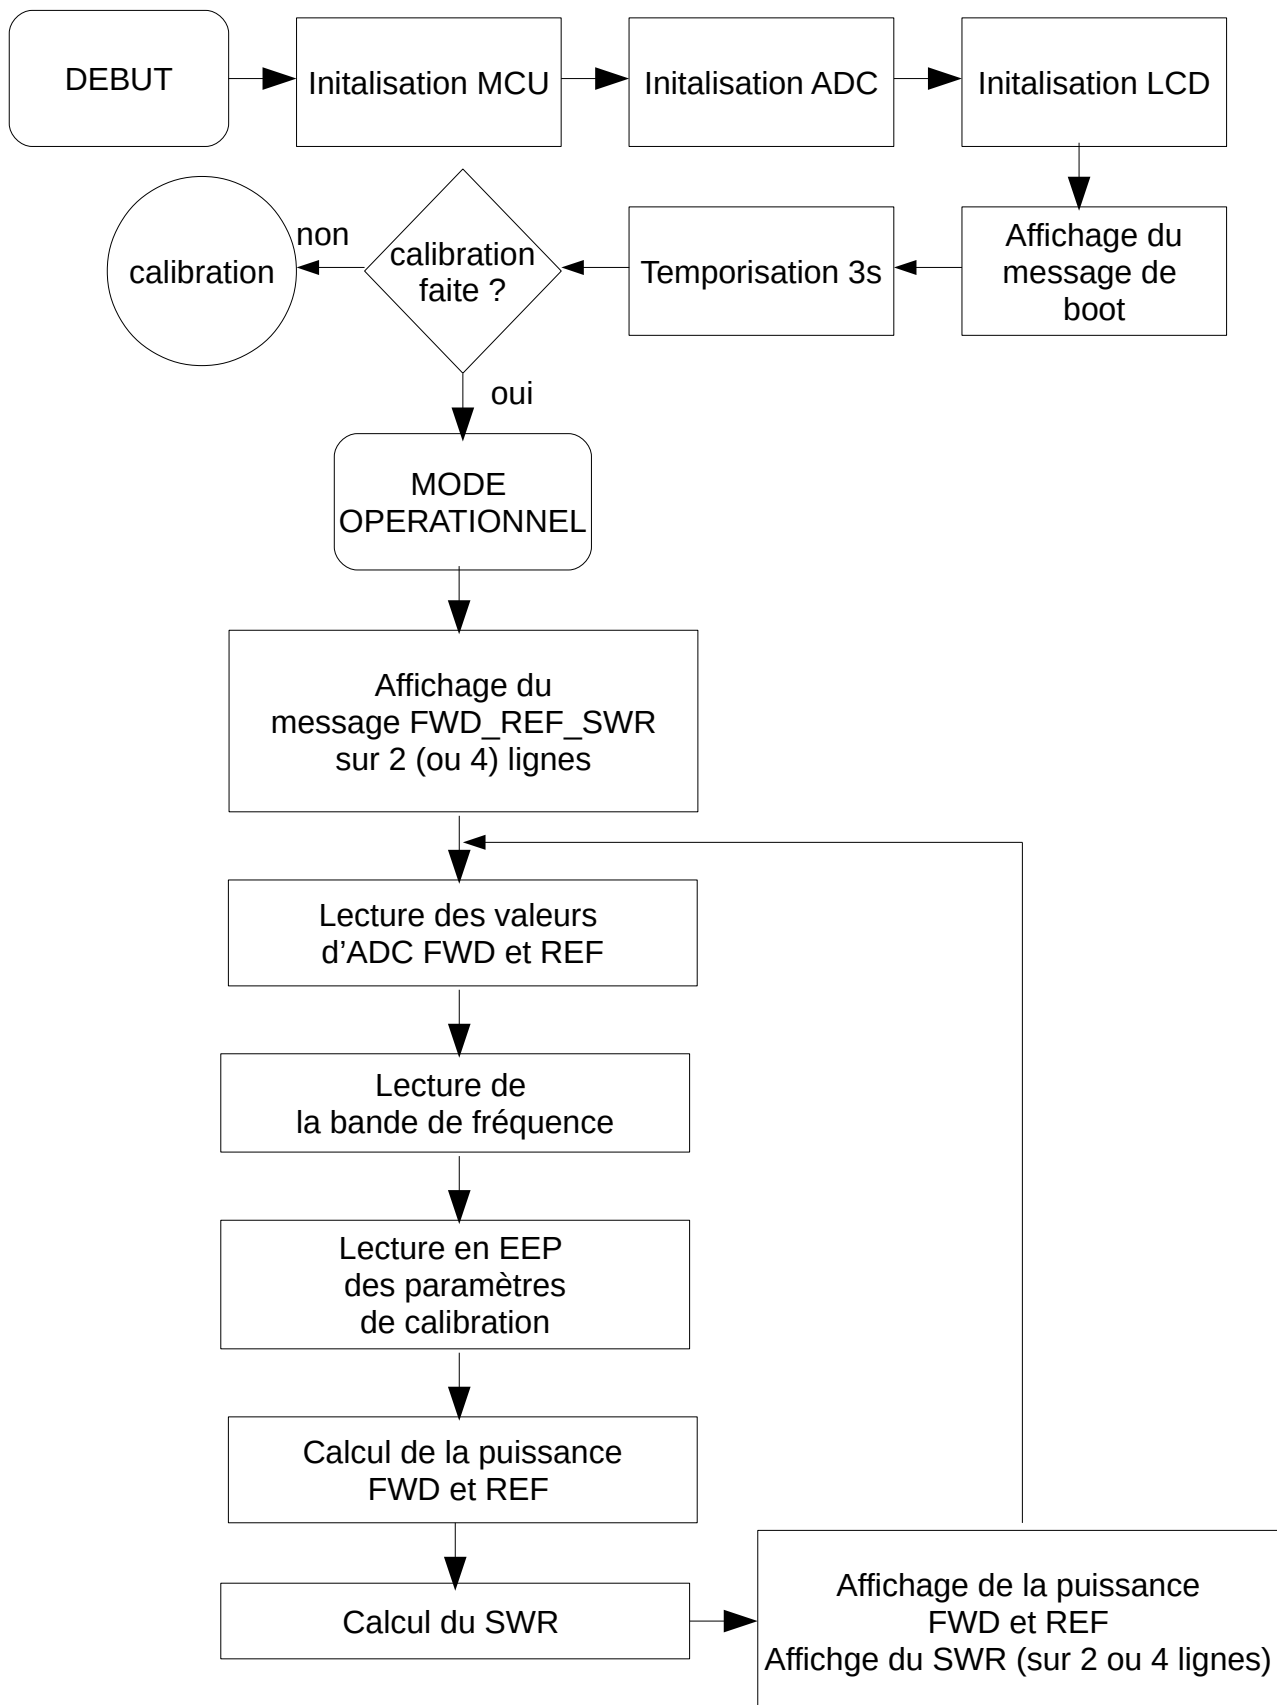 DEBUT
Initalisation MCU
Initalisation ADC
Initalisation LCD
Affichage du
message de
boot
Temporisation 3s
calibration
faite ?
non
calibration
oui
MODE
OPERATIONNEL
Affichage du
message FWD_REF_SWR
sur 2 (ou 4) lignes
Lecture des valeurs
d’ADC FWD et REF
Lecture de
la bande de fréquence
Lecture en EEP
des paramètres
de calibration
Calcul de la puissance
FWD et REF
Calcul du SWR
Affichage de la puissance
FWD et REF
Affichge du SWR (sur 2 ou 4 lignes)